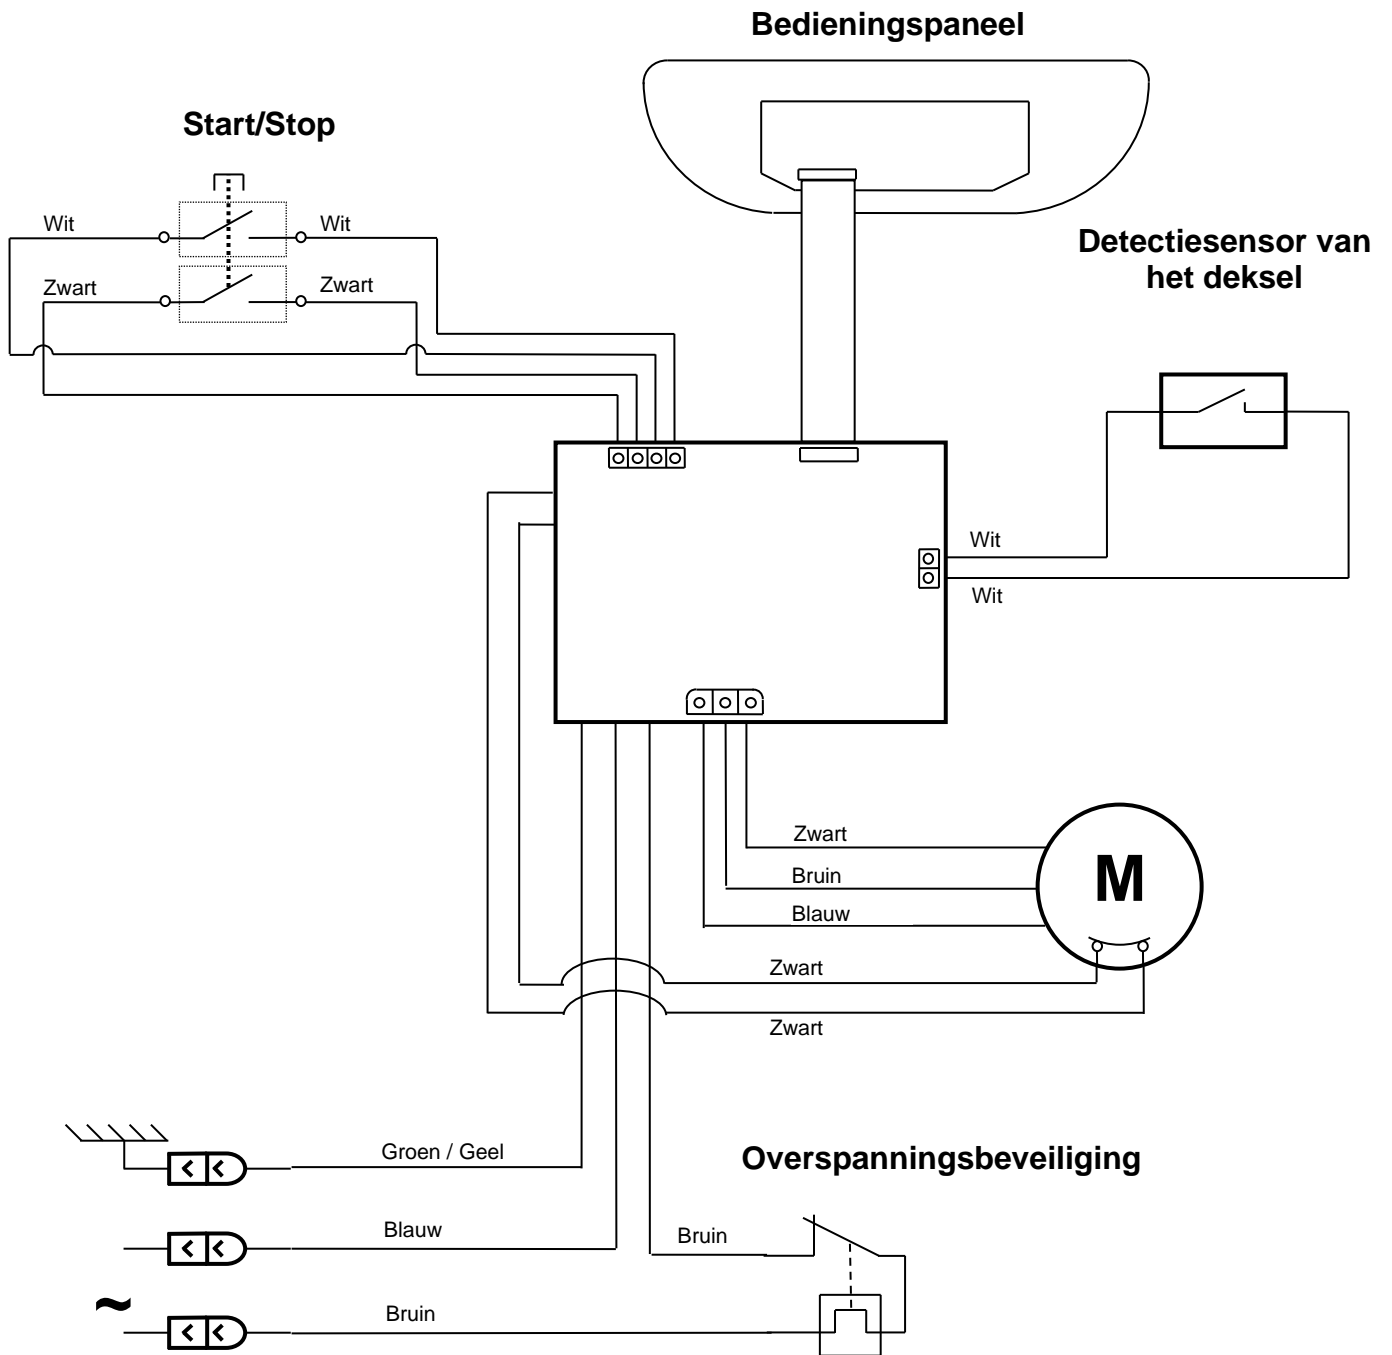 Bedieningspaneel
Start/Stop
Wit
Wit
Detectiesensor van
het deksel
Zwart
Zwart
Wit
Wit
Zwart
Bruin
M
Blauw
Zwart
Zwart
Groen / Geel
Overspanningsbeveiliging
Blauw
Bruin
~
Bruin